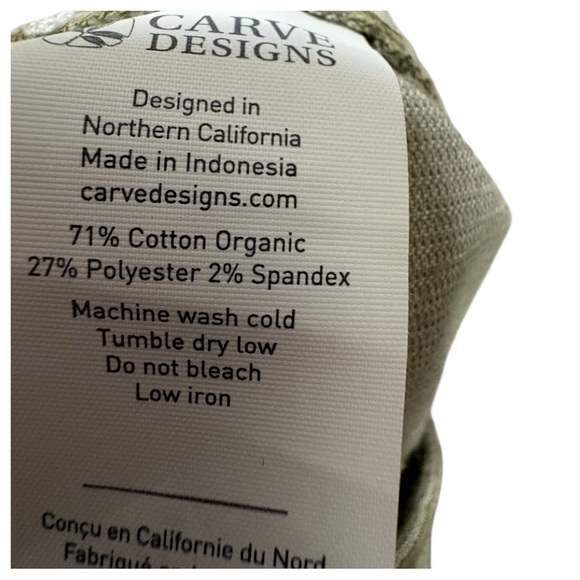 CARVE
DESIGNS
Designed in
Northern California
Made in Indonesia
carvedesigns.com
71% Cotton Organic
27% Polyester 2% Spandex
Machine wash cold
Tumble dry low
Do not bleach
Low iron
Conçu en Californie du Nord
Fabriqué